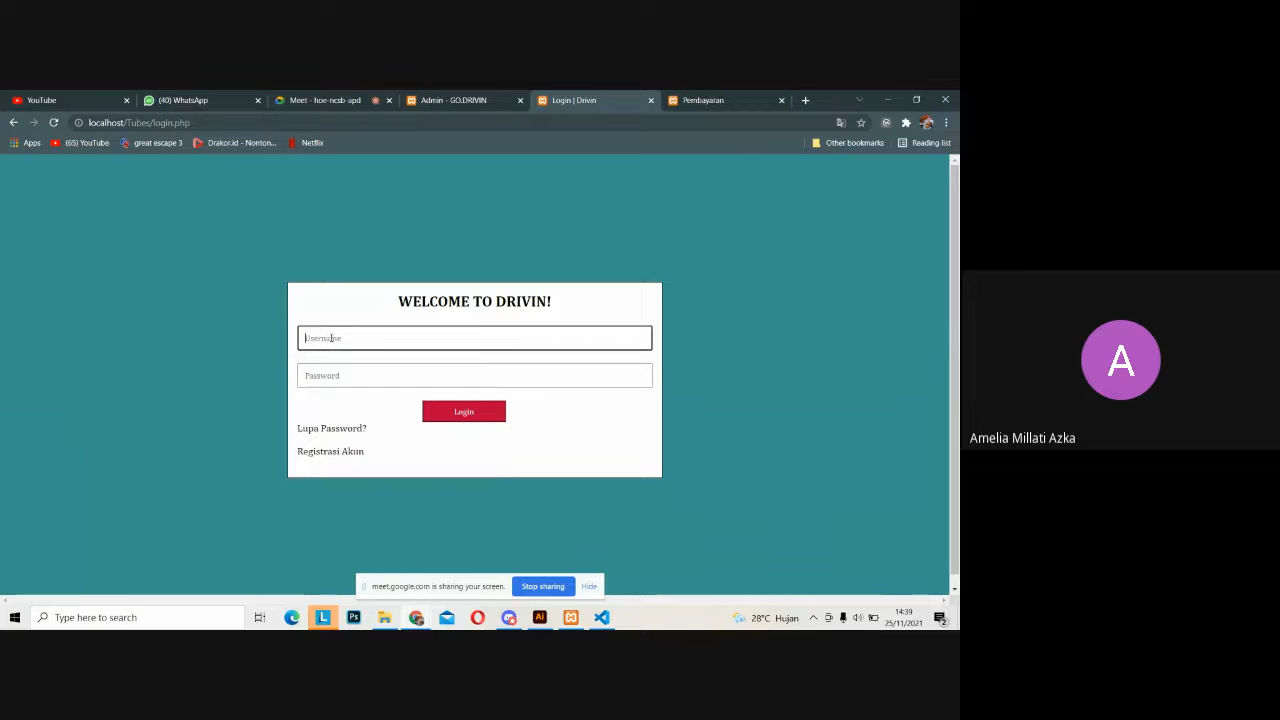 YouTube
(40) WhatsApp
Meet - hoe-ncsb-apd
Admin - GO.DRIVIN
Login | Drivin
Pembayaran
localhost/Tubes/login.php
Apps
(65) YouTube
great escape 3
Drakor.id - Nonton...
Netflix
Other bookmarks
Reading list
WELCOME TO DRIVIN!
Username
Password
Login
Lupa Password?
Registrasi Akun
meet.google.com is sharing your screen.
Stop sharing
Hide
Type here to search
L
Ps
Ai
28°C Hujan
14:39
25/11/2021
2
A
Amelia Millati Azka